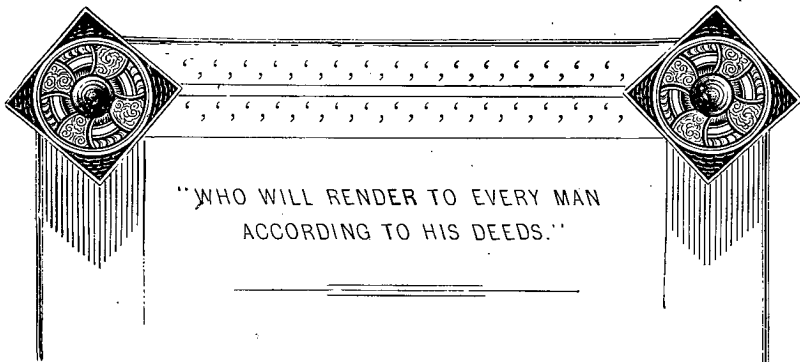 "WHO WILL RENDER TO EVERY MAN
ACCORDING TO HIS DEEDS."